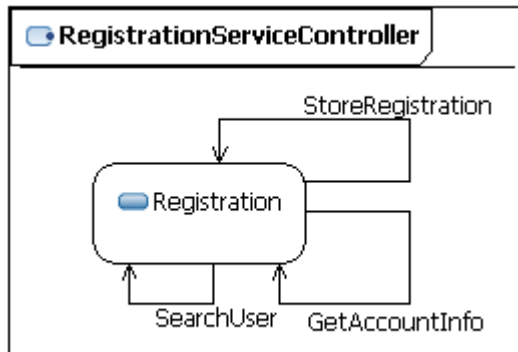 RegistrationServiceController
StoreRegistration
Registration
SearchUser
GetAccountInfo